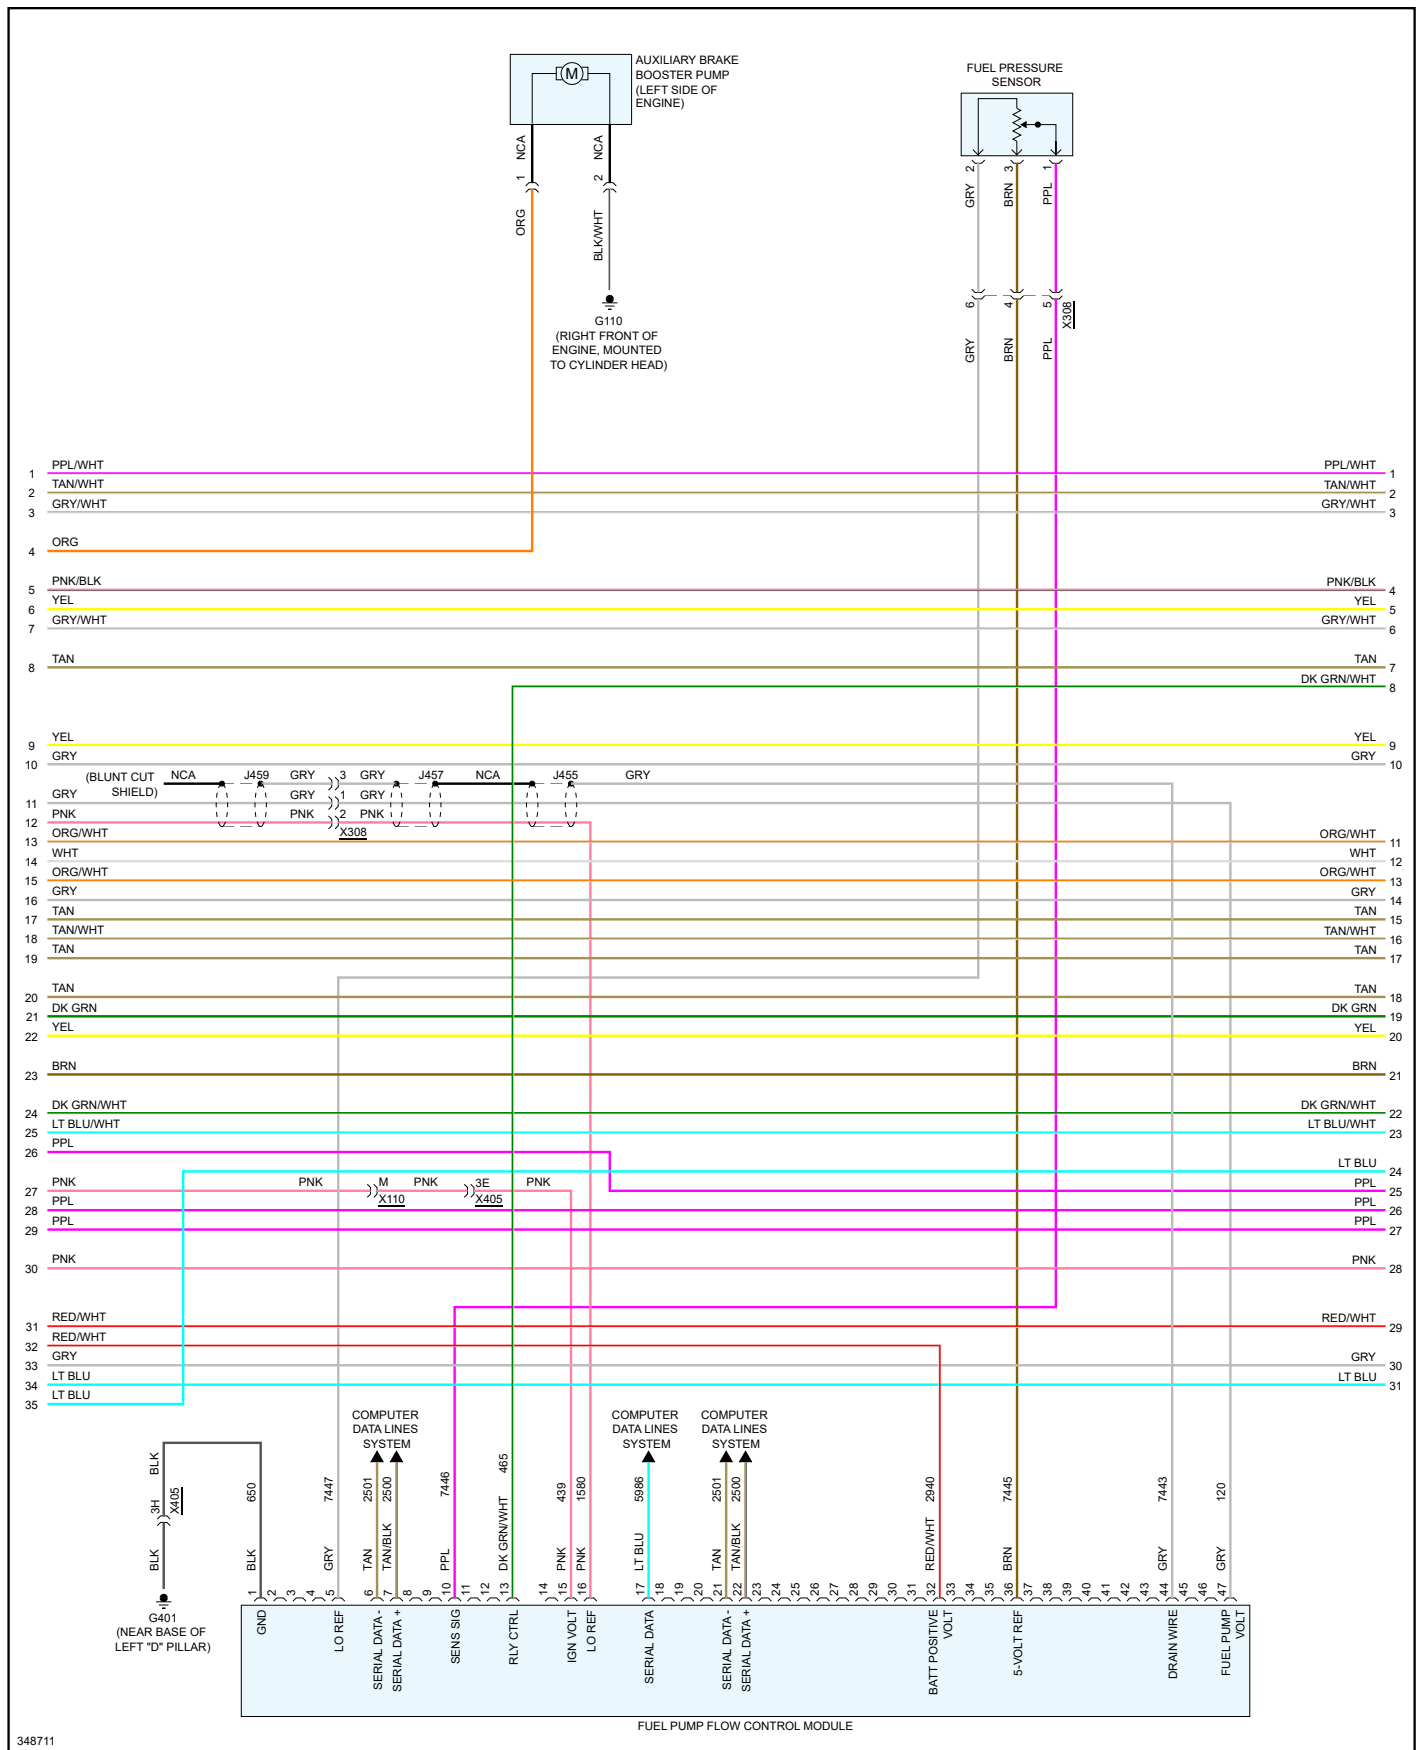 AUXILIARY BRAKE
BOOSTER PUMP
(LEFT SIDE OF
ENGINE)
M
FUEL PRESSURE
SENSOR
NCA
NCA
1
2
ORG
BLK/WHT
2
3
1
GRY
BRN
PPL
6
4
5
X308
GRY
BRN
PPL
G110
(RIGHT FRONT OF
ENGINE, MOUNTED
TO CYLINDER HEAD)
1 PPL/WHT PPL/WHT 1
2 TAN/WHT TAN/WHT 2
3 GRY/WHT GRY/WHT 3
4 ORG
5 PNK/BLK PNK/BLK 4
6 YEL YEL 5
7 GRY/WHT GRY/WHT 6
8 TAN TAN 7
DK GRN/WHT 8
9 YEL YEL 9
10 GRY GRY 10
(BLUNT CUT
SHIELD)
NCA J459 GRY 3 GRY J457 NCA J455 GRY
11 GRY GRY 1 GRY
12 PNK PNK 2 PNK
X308
13 ORG/WHT ORG/WHT 11
14 WHT WHT 12
15 ORG/WHT ORG/WHT 13
16 GRY GRY 14
17 TAN TAN 15
18 TAN/WHT TAN/WHT 16
19 TAN TAN 17
20 TAN TAN 18
21 DK GRN DK GRN 19
22 YEL YEL 20
23 BRN BRN 21
24 DK GRN/WHT DK GRN/WHT 22
25 LT BLU/WHT LT BLU/WHT 23
26 PPL
LT BLU 24
27 PNK PNK M PNK 3E PNK PPL 25
X110 X405
28 PPL PPL 26
29 PPL PPL 27
30 PNK PNK 28
31 RED/WHT RED/WHT 29
32 RED/WHT
33 GRY GRY 30
34 LT BLU LT BLU 31
35 LT BLU
COMPUTER
DATA LINES
SYSTEM
COMPUTER
DATA LINES
SYSTEM
COMPUTER
DATA LINES
SYSTEM
BLK
3H
X405
BLK
G401
(NEAR BASE OF
LEFT "D" PILLAR)
650 7447 2501 2500 7446 465 439 1580 5986 2501 2500 2940 7445 7443 120
BLK GRY TAN TAN/BLK PPL DK GRN/WHT PNK PNK LT BLU TAN TAN/BLK RED/WHT BRN GRY GRY
1 2 3 4 5 6 7 8 9 10 11 12 13 14 15 16 17 18 19 20 21 22 23 24 25 26 27 28 29 30 31 32 33 34 35 36 37 38 39 40 41 42 43 44 45 46 47
GND
LO REF
SERIAL DATA -
SERIAL DATA +
SENS SIG
RLY CTRL
IGN VOLT
LO REF
SERIAL DATA
SERIAL DATA -
SERIAL DATA +
BATT POSITIVE
VOLT
5-VOLT REF
DRAIN WIRE
FUEL PUMP
VOLT
FUEL PUMP FLOW CONTROL MODULE
348711